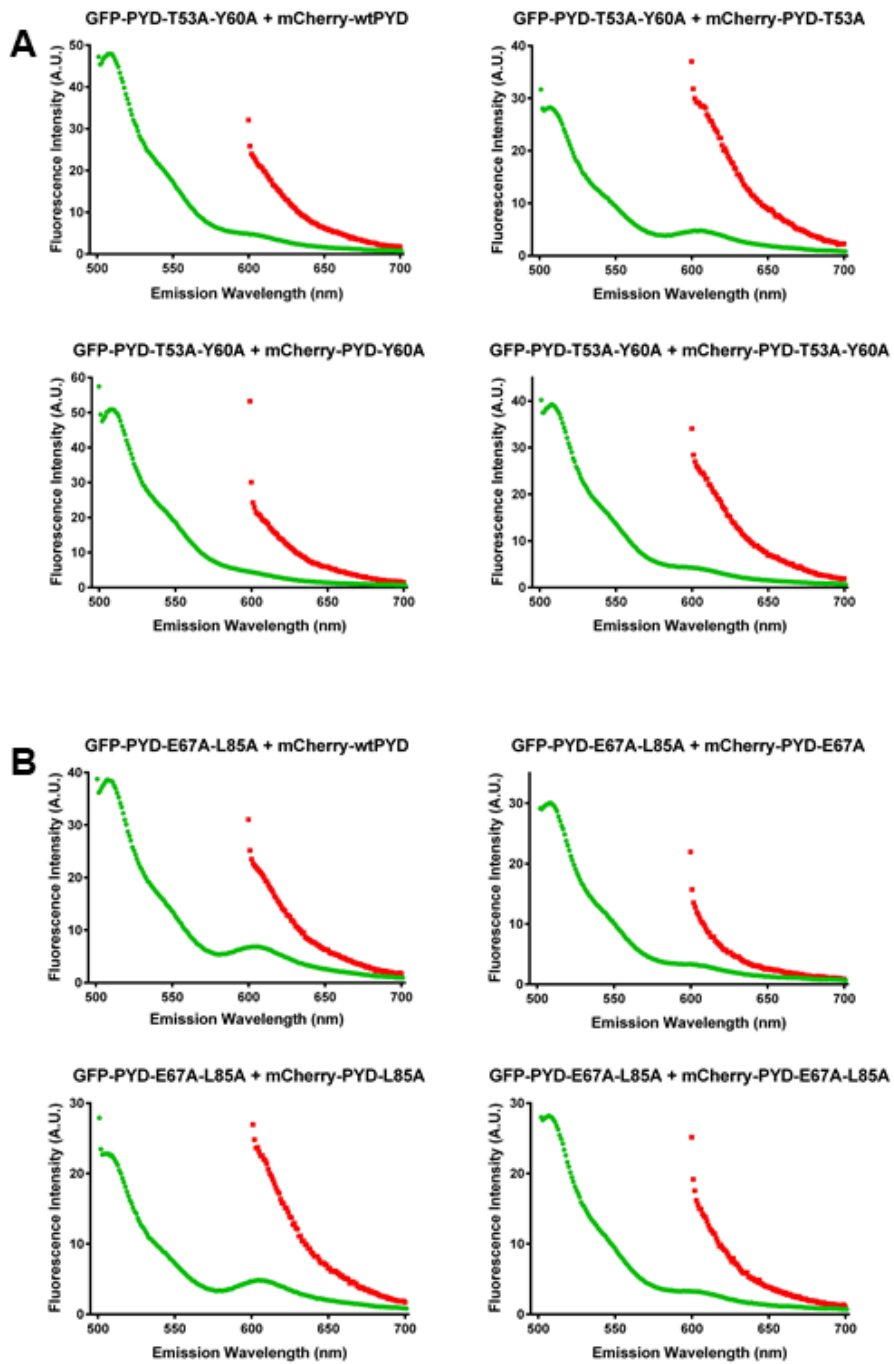 A
GFP-PYD-T53A-Y60A + mCherry-wtPYD
Fluorescence Intensity (A.U.)
50
40
30
20
10
0
500 550 600 650 700
Emission Wavelength (nm)
GFP-PYD-T53A-Y60A + mCherry-PYD-T53A
Fluorescence Intensity (A.U.)
40
30
20
10
0
500 550 600 650 700
Emission Wavelength (nm)
GFP-PYD-T53A-Y60A + mCherry-PYD-Y60A
Fluorescence Intensity (A.U.)
60
50
40
30
20
10
0
500 550 600 650 700
Emission Wavelength (nm)
GFP-PYD-T53A-Y60A + mCherry-PYD-T53A-Y60A
Fluorescence Intensity (A.U.)
40
30
20
10
0
500 550 600 650 700
Emission Wavelength (nm)
B
GFP-PYD-E67A-L85A + mCherry-wtPYD
Fluorescence Intensity (A.U.)
40
30
20
10
0
500 550 600 650 700
Emission Wavelength (nm)
GFP-PYD-E67A-L85A + mCherry-PYD-E67A
Fluorescence Intensity (A.U.)
30
20
10
0
500 550 600 650 700
Emission Wavelength (nm)
GFP-PYD-E67A-L85A + mCherry-PYD-L85A
Fluorescence Intensity (A.U.)
30
20
10
0
500 550 600 650 700
Emission Wavelength (nm)
GFP-PYD-E67A-L85A + mCherry-PYD-E67A-L85A
Fluorescence Intensity (A.U.)
30
20
10
0
500 550 600 650 700
Emission Wavelength (nm)